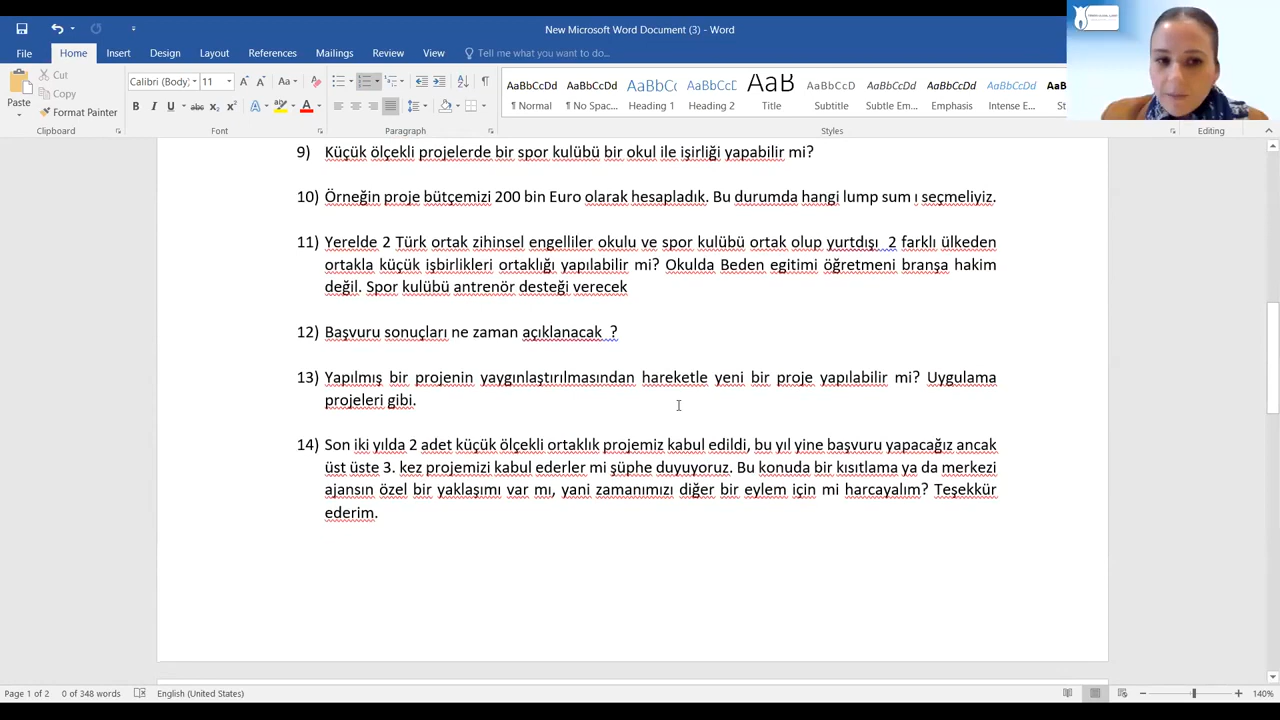 New Microsoft Word Document (3) - Word
File Home Insert Design Layout References Mailings Review View Tell me what you want to do...
Paste
Cut
Copy
Format Painter
Calibri (Body) 11
AaBbCcDd AaBbCcDd AaBbCc AaBbCcD AaB AaBbCcD AaBbCcDd AaBbCcDd AaBbCcDd
¶ Normal ¶ No Spac... Heading 1 Heading 2 Title Subtitle Subtle Em... Emphasis Intense E...
Clipboard Font Paragraph Styles Editing
9) Küçük ölçekli projelerde bir spor kulübü bir okul ile işirliği yapabilir mi?
10) Örneğin proje bütçemizi 200 bin Euro olarak hesapladık. Bu durumda hangi lump sum ı seçmeliyiz.
11) Yerelde 2 Türk ortak zihinsel engelliler okulu ve spor kulübü ortak olup yurtdışı 2 farklı ülkeden
ortakla küçük işbirlikleri ortaklığı yapılabilir mi? Okulda Beden egitimi öğretmeni branşa hakim
değil. Spor kulübü antrenör desteği verecek
12) Başvuru sonuçları ne zaman açıklanacak ?
13) Yapılmış bir projenin yaygınlaştırılmasından hareketle yeni bir proje yapılabilir mi? Uygulama
projeleri gibi.
14) Son iki yılda 2 adet küçük ölçekli ortaklık projemiz kabul edildi, bu yıl yine başvuru yapacağız ancak
üst üste 3. kez projemizi kabul ederler mi şüphe duyuyoruz. Bu konuda bir kısıtlama ya da merkezi
ajansın özel bir yaklaşımı var mı, yani zamanımızı diğer bir eylem için mi harcayalım? Teşekkür
ederim.
Page 1 of 2 0 of 348 words English (United States) 140%